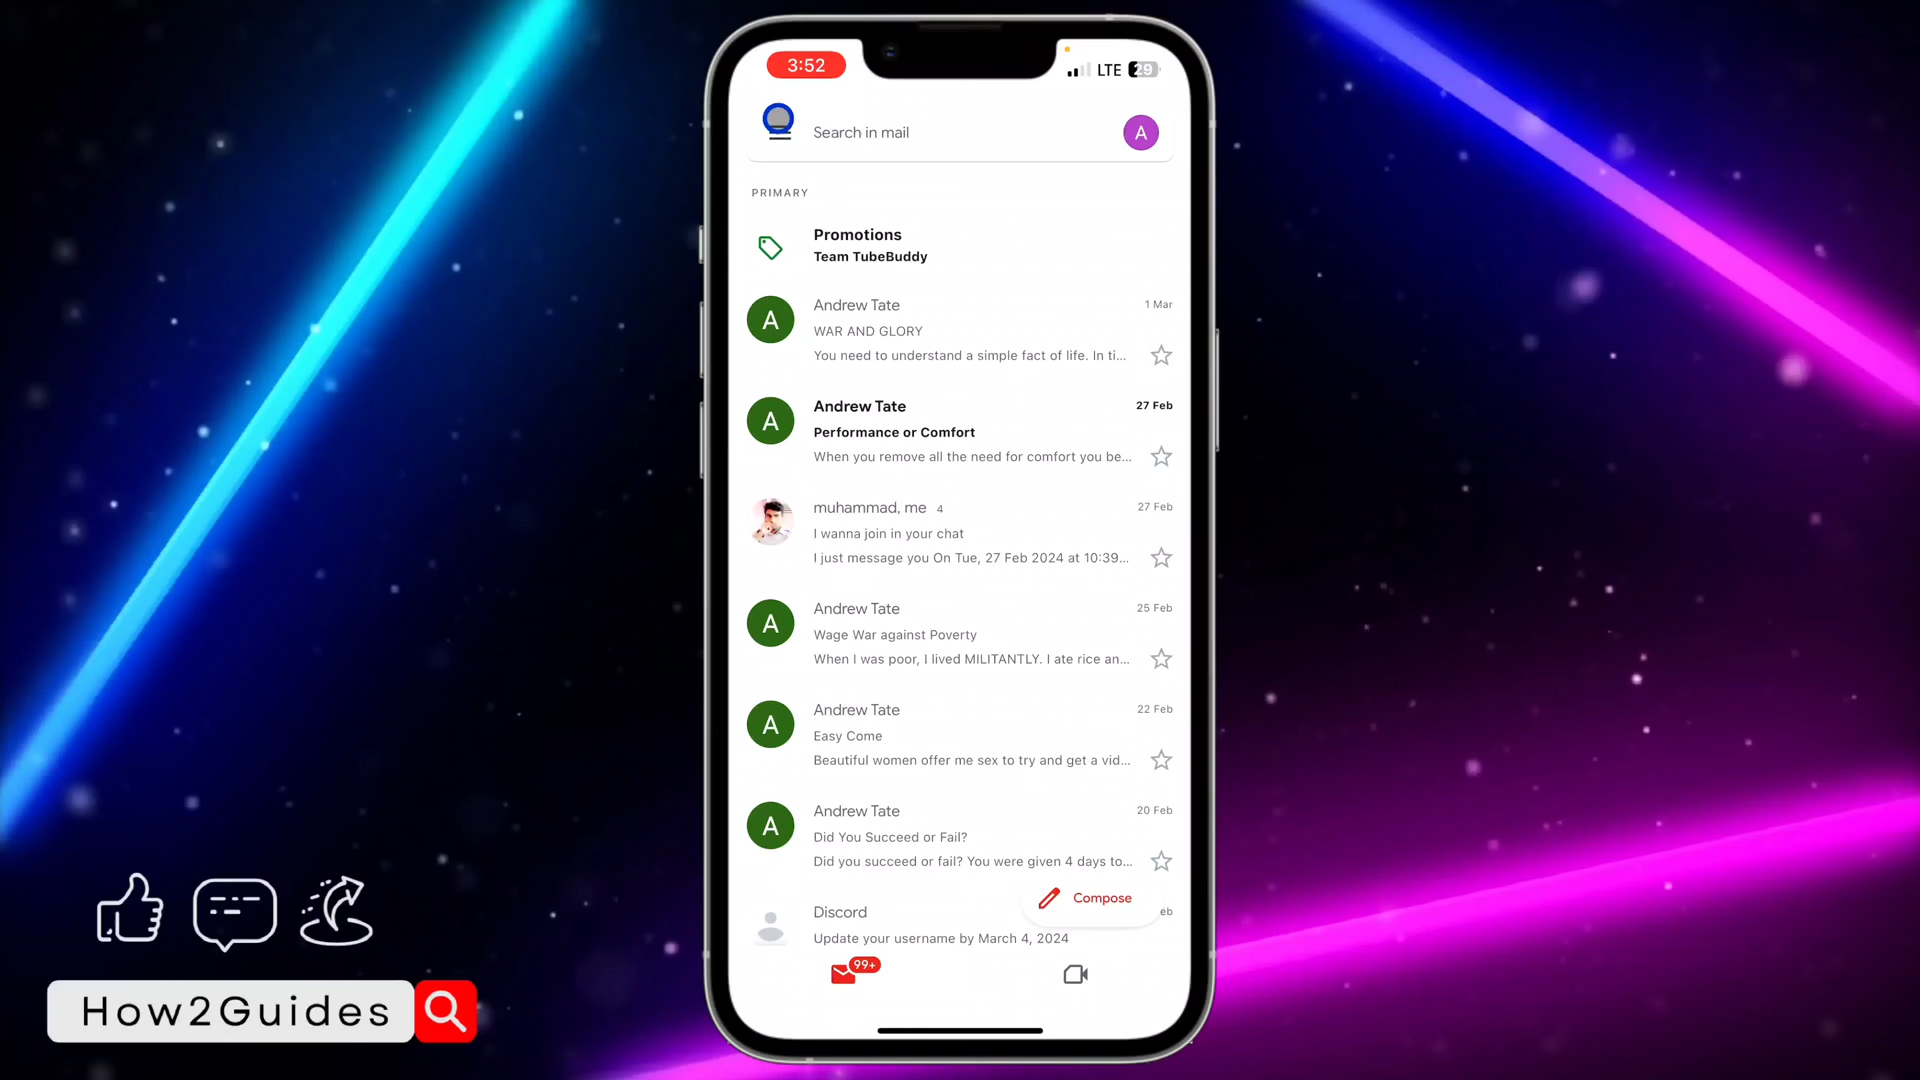 3:52
LTE 29
Search in mail
A
PRIMARY
Promotions
Team TubeBuddy
A
Andrew Tate
1 Mar
WAR AND GLORY
You need to understand a simple fact of life. In ti...
A
Andrew Tate
27 Feb
Performance or Comfort
When you remove all the need for comfort you be...
muhammad, me 4
27 Feb
I wanna join in your chat
I just message you On Tue, 27 Feb 2024 at 10:39...
A
Andrew Tate
25 Feb
Wage War against Poverty
When I was poor, I lived MILITANTLY. I ate rice an...
A
Andrew Tate
22 Feb
Easy Come
Beautiful women offer me sex to try and get a vid...
A
Andrew Tate
20 Feb
Did You Succeed or Fail?
Did you succeed or fail? You were given 4 days to...
Compose
Discord
eb
Update your username by March 4, 2024
99+
How2Guides